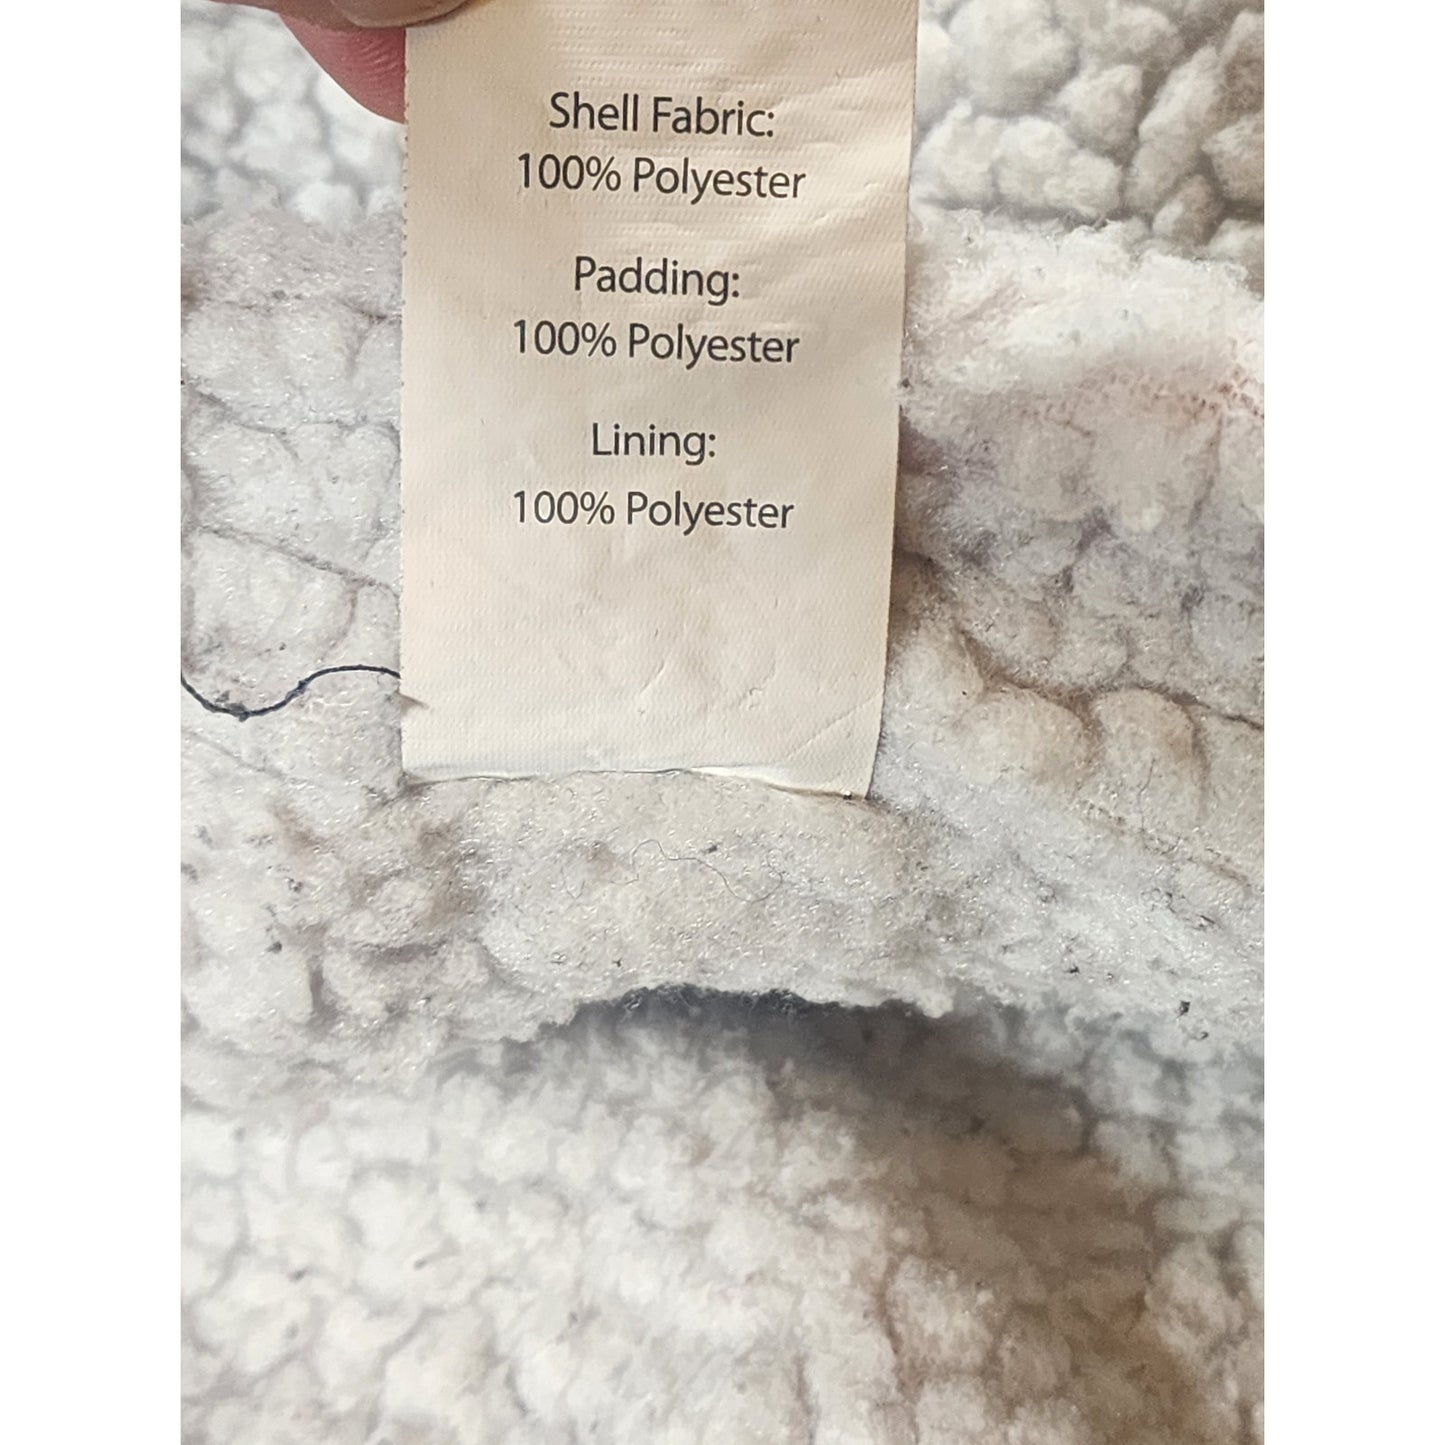 Shell Fabric:
100% Polyester
Padding:
100% Polyester
Lining:
100% Polyester